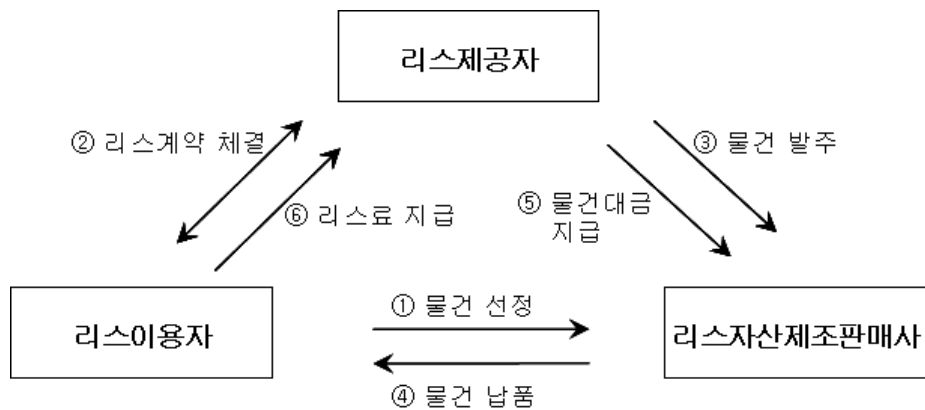 리스제공자
② 리스계약 체결
③ 물건 발주
⑥ 리스료 지급
⑤ 물건대금
지급
리스이용자
① 물건 선정
리스자산제조판매사
④ 물건 납품